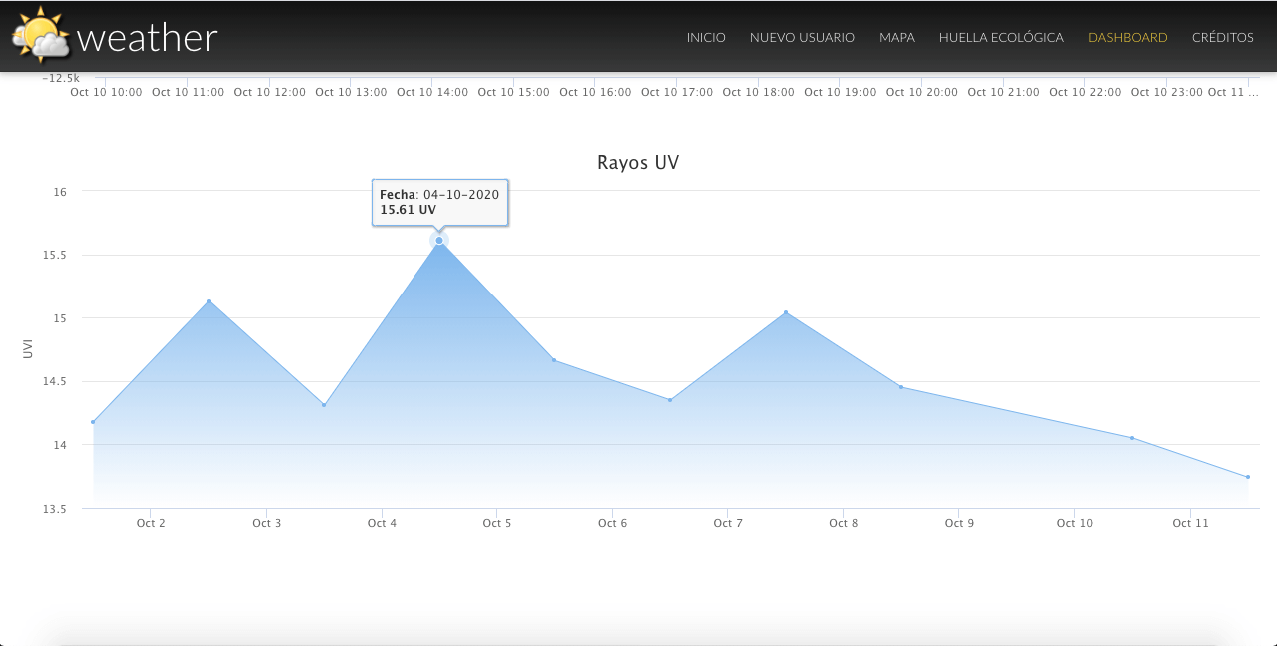 weather
INICIO NUEVO USUARIO MAPA HUELLA ECOLÓGICA DASHBOARD CRÉDITOS
-12.5k
Oct 10 10:00 Oct 10 11:00 Oct 10 12:00 Oct 10 13:00 Oct 10 14:00 Oct 10 15:00 Oct 10 16:00 Oct 10 17:00 Oct 10 18:00 Oct 10 19:00 Oct 10 20:00 Oct 10 21:00 Oct 10 22:00 Oct 10 23:00 Oct 11 ...
Rayos UV
Fecha: 04-10-2020
15.61 UV
16
15.5
15
14.5
14
13.5
UVI
Oct 2 Oct 3 Oct 4 Oct 5 Oct 6 Oct 7 Oct 8 Oct 9 Oct 10 Oct 11